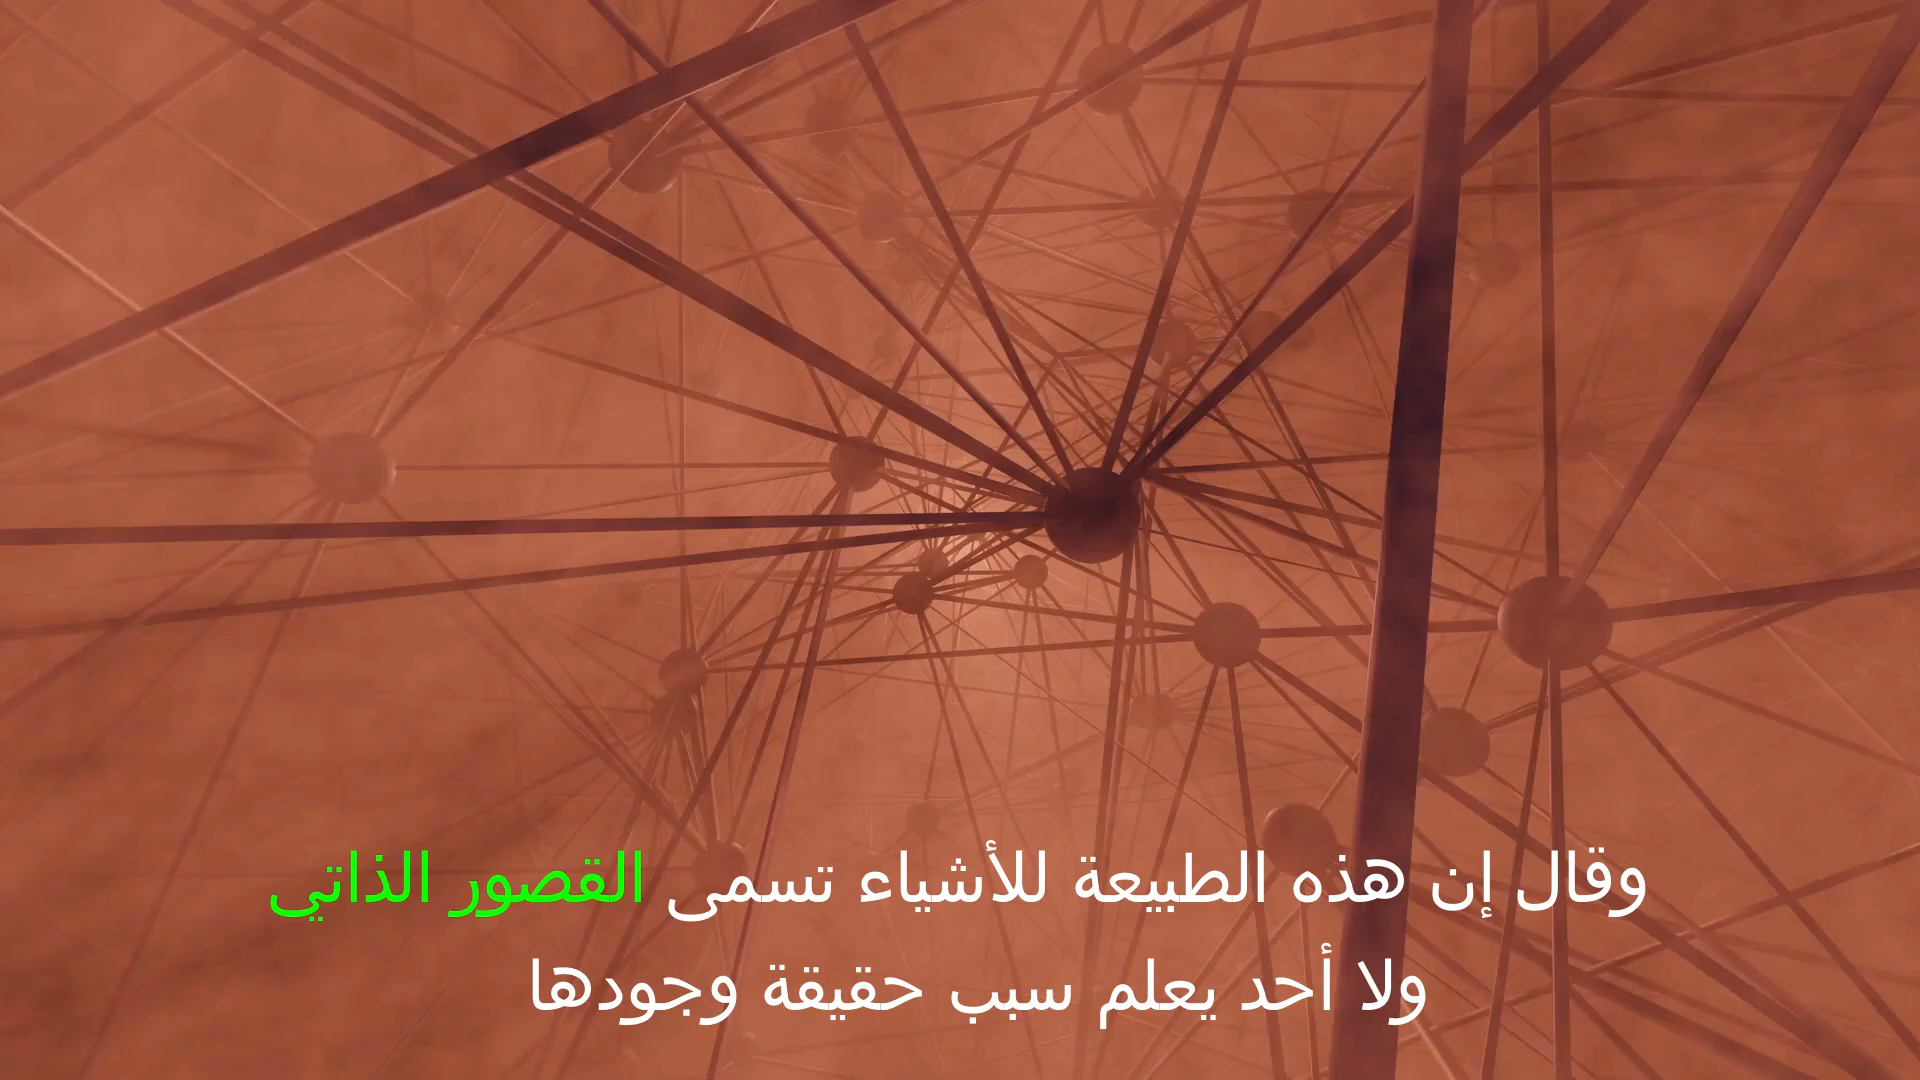 وقال إن هذه الطبيعة للأشياء تسمى القصور الذاتي
ولا أحد يعلم سبب حقيقة وجودها